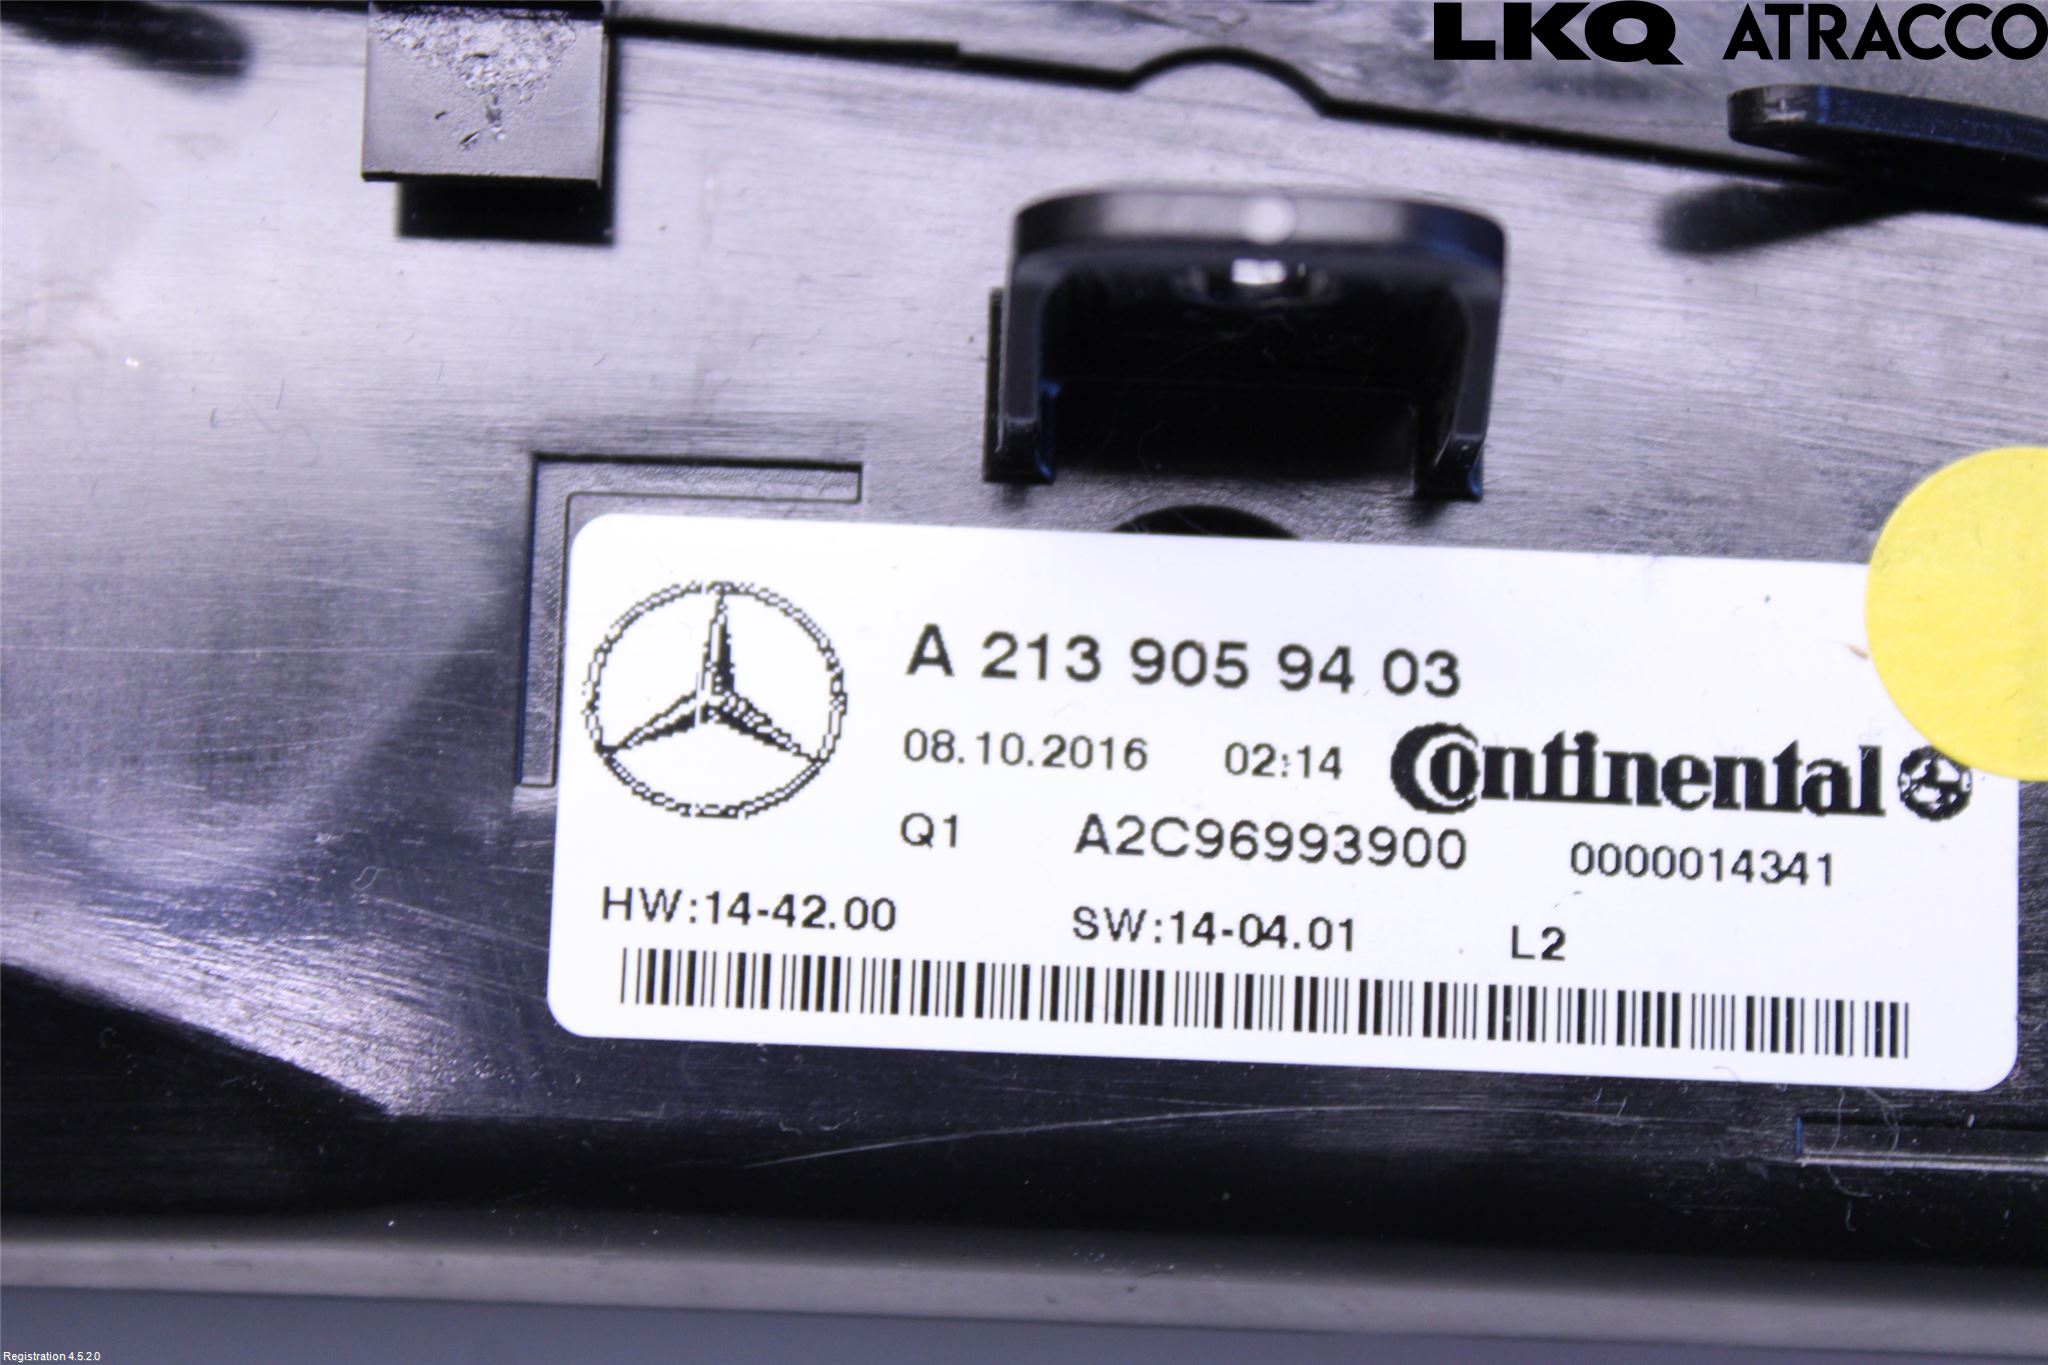 LKQ ATRACCO
A 213 905 94 03
08.10.2016 02:14 Continental
Q1 A2C96993900 0000014341
HW:14-42.00 SW:14-04.01 L2
Registration 4.5.2.0